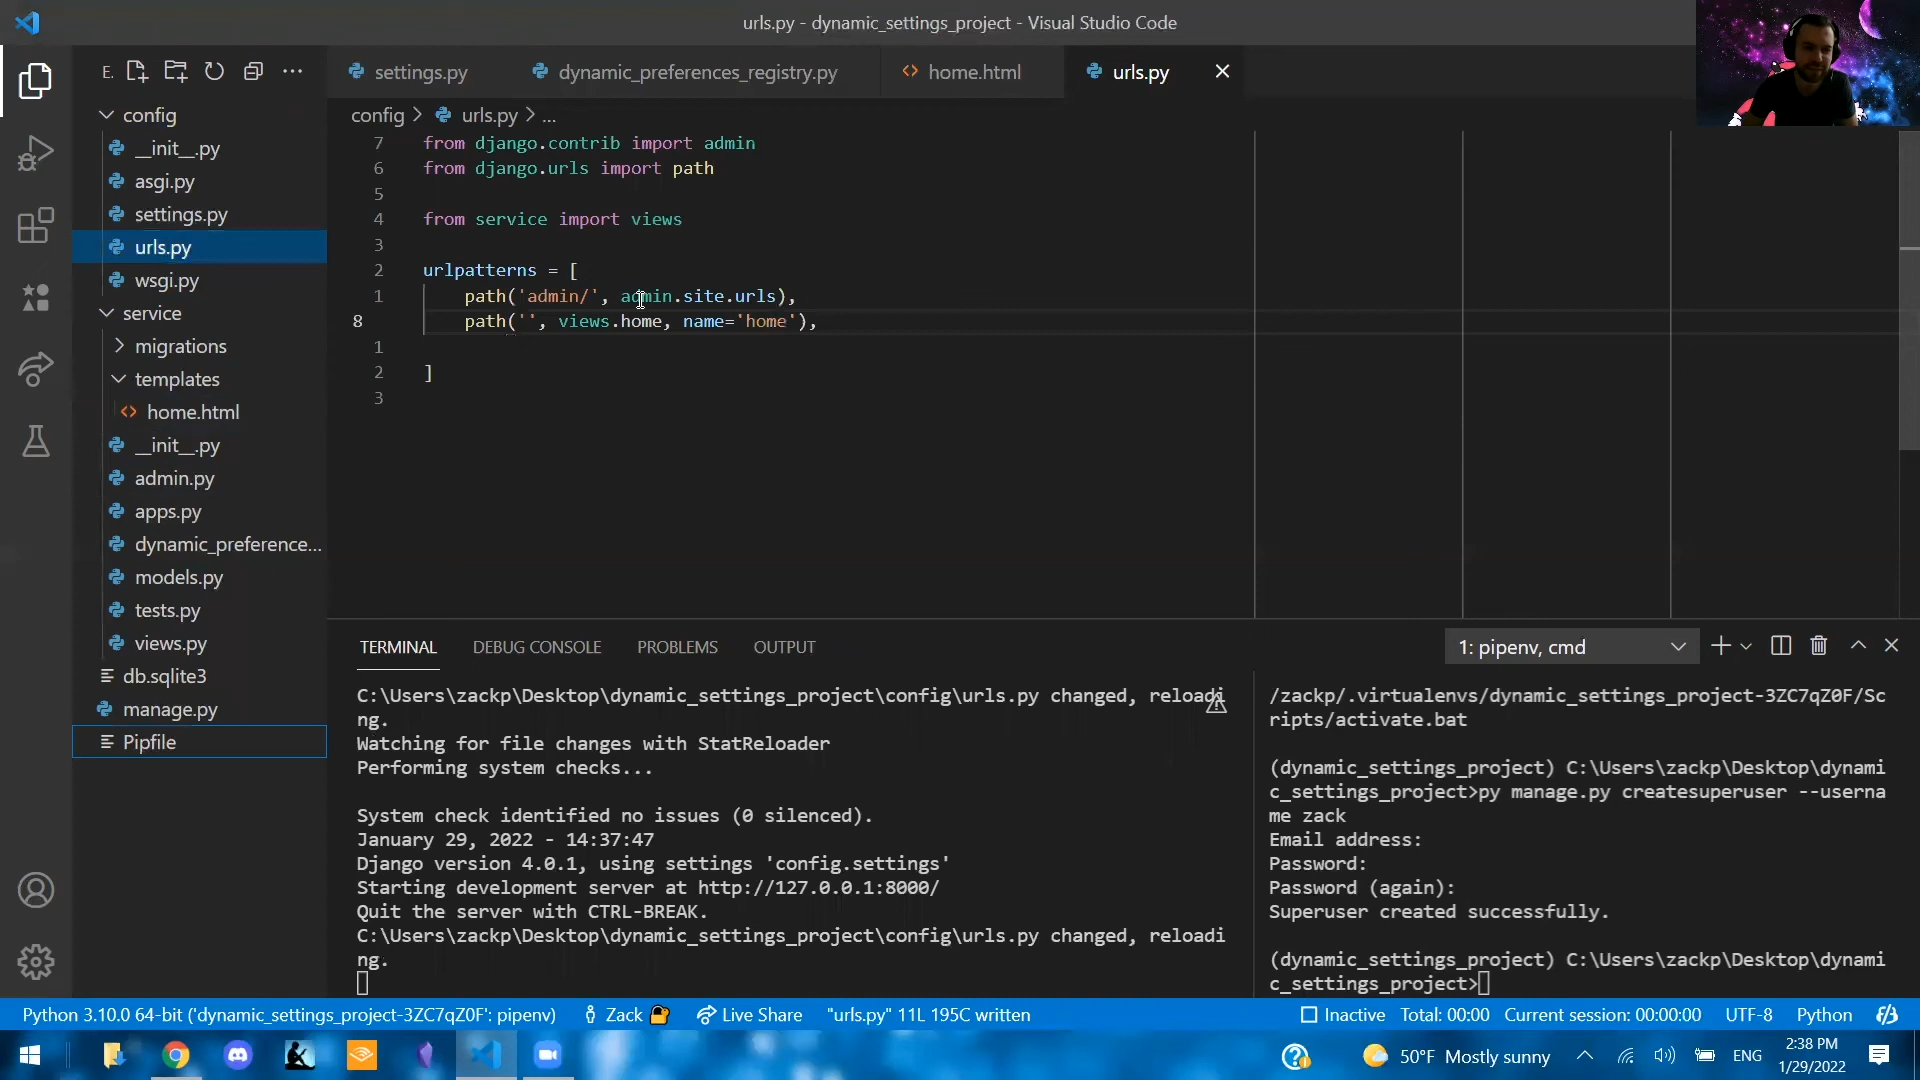 urls.py - dynamic_settings_project - Visual Studio Code
E.
settings.py
dynamic_preferences_registry.py
home.html
urls.py
config
__init__.py
asgi.py
settings.py
urls.py
wsgi.py
service
migrations
templates
home.html
__init__.py
admin.py
apps.py
dynamic_preference...
models.py
tests.py
views.py
db.sqlite3
manage.py
Pipfile
config > urls.py > ...
7 from django.contrib import admin
6 from django.urls import path
5
4 from service import views
3
2 urlpatterns = [
1 path('admin/', admin.site.urls),
8 path('', views.home, name='home'),
1
2 ]
3
TERMINAL DEBUG CONSOLE PROBLEMS OUTPUT
1: pipenv, cmd
C:\Users\zackp\Desktop\dynamic_settings_project\config\urls.py changed, reloadi
ng.
Watching for file changes with StatReloader
Performing system checks...
System check identified no issues (0 silenced).
January 29, 2022 - 14:37:47
Django version 4.0.1, using settings 'config.settings'
Starting development server at http://127.0.0.1:8000/
Quit the server with CTRL-BREAK.
C:\Users\zackp\Desktop\dynamic_settings_project\config\urls.py changed, reloadi
ng.
/zackp/.virtualenvs/dynamic_settings_project-3ZC7qZ0F/Sc
ripts/activate.bat
(dynamic_settings_project) C:\Users\zackp\Desktop\dynami
c_settings_project>py manage.py createsuperuser --userna
me zack
Email address:
Password:
Password (again):
Superuser created successfully.
(dynamic_settings_project) C:\Users\zackp\Desktop\dynami
c_settings_project>
Python 3.10.0 64-bit ('dynamic_settings_project-3ZC7qZ0F': pipenv) Zack Live Share "urls.py" 11L 195C written Inactive Total: 00:00 Current session: 00:00:00 UTF-8 Python
50°F Mostly sunny ENG
2:38 PM
1/29/2022